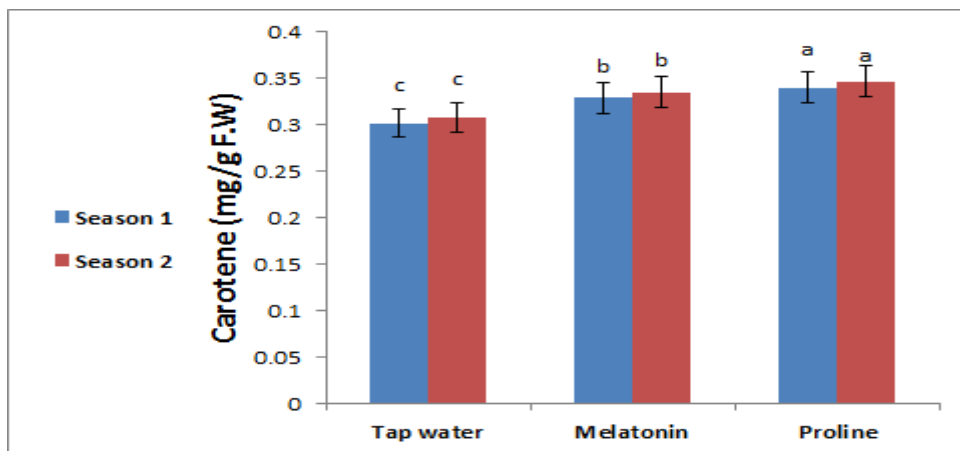 Carotene (mg/g F.W)
0.4
0.35
0.3
0.25
0.2
0.15
0.1
0.05
0
c c b b a a
Tap water Melatonin Proline
Season 1
Season 2